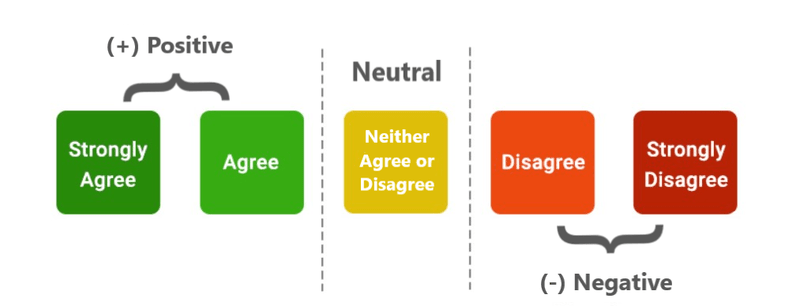 (+) Positive
Neutral
Strongly
Agree
Agree
Neither
Agree or
Disagree
Disagree
Strongly
Disagree
(-) Negative